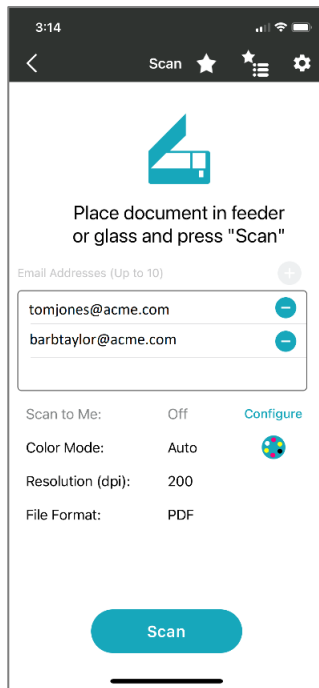 3:14
Scan
Place document in feeder
or glass and press "Scan"
Email Addresses (Up to 10)
tomjones@acme.com
barbtaylor@acme.com
Scan to Me: Off Configure
Color Mode: Auto
Resolution (dpi): 200
File Format: PDF
Scan